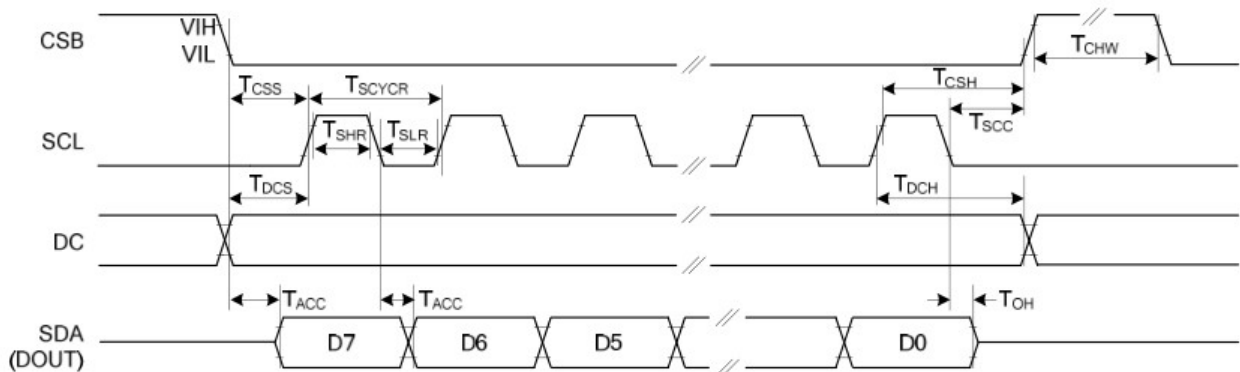 CSB
VIH
VIL
TCHW
TCSS
TSCYCR
TCSH
SCL
TSHR
TSLR
TSCC
TDCS
TDCH
DC
TACC
TACC
TOH
SDA
(DOUT)
D7
D6
D5
D0